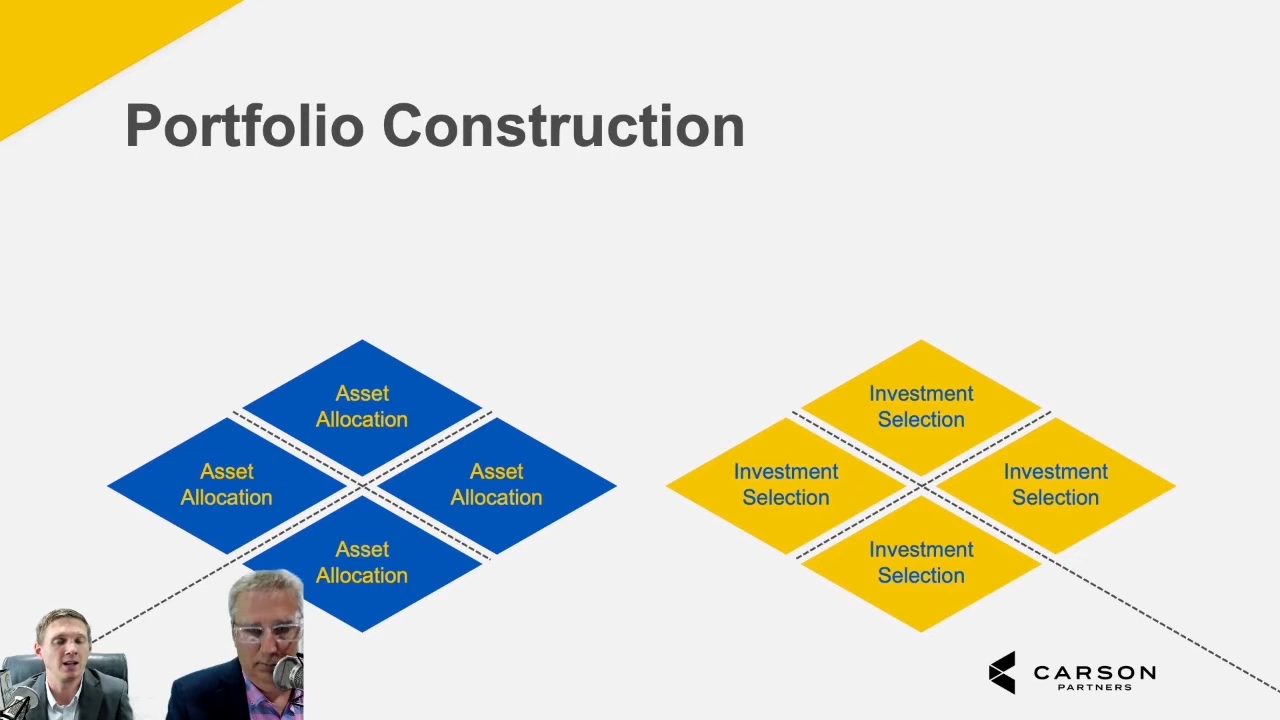 Portfolio Construction
Asset
Allocation
Asset
Allocation
Asset
Allocation
Asset
Allocation
Investment
Selection
Investment
Selection
Investment
Selection
Investment
Selection
CARSON
PARTNERS